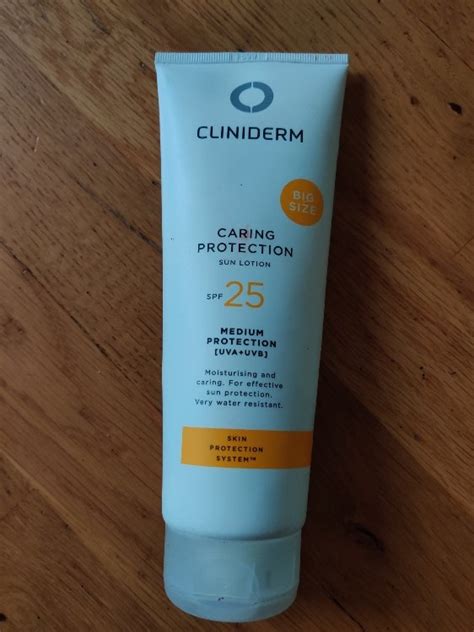 CLINIDERM
BIG
SIZE
CARING
PROTECTION
SUN LOTION
SPF 25
MEDIUM
PROTECTION
[UVA+UVB]
Moisturising and
caring. For effective
sun protection.
Very water resistant.
SKIN
PROTECTION
SYSTEM™